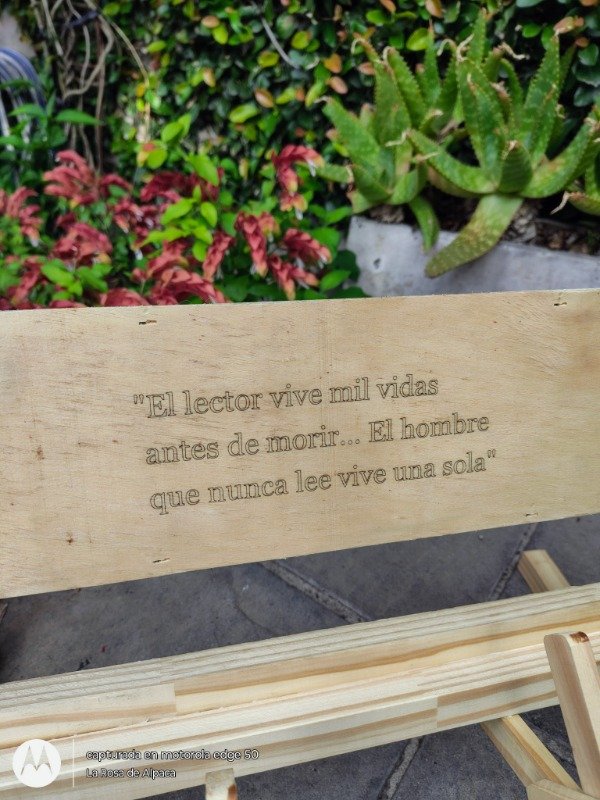 "El lector vive mil vidas
antes de morir... El hombre
que nunca lee vive una sola"
capturada en motorola edge 50
La Rosa de Alpaca